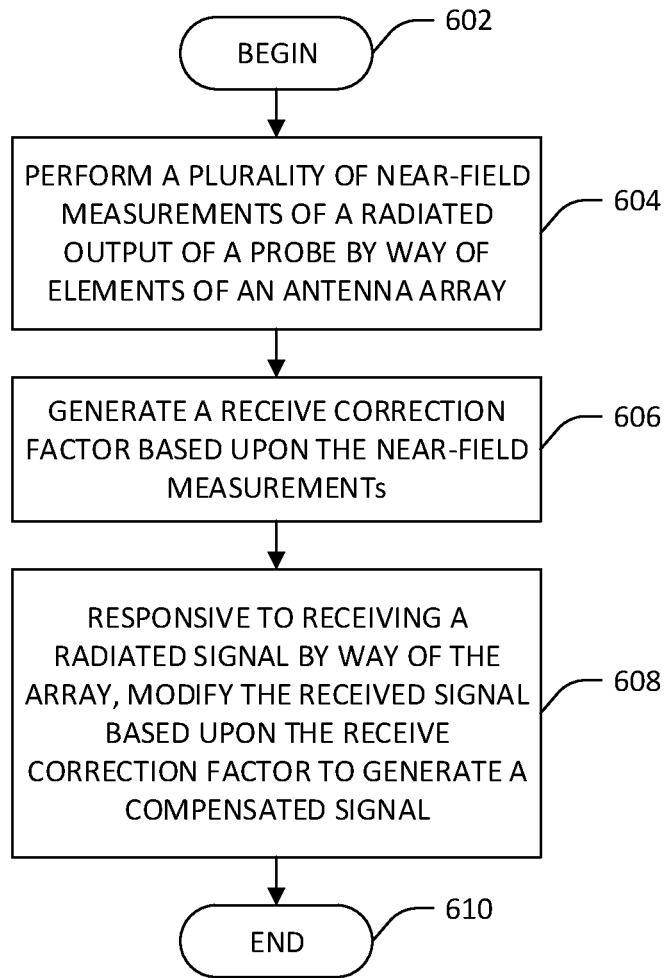 BEGIN
602
PERFORM A PLURALITY OF NEAR-FIELD
MEASUREMENTS OF A RADIATED
OUTPUT OF A PROBE BY WAY OF
ELEMENTS OF AN ANTENNA ARRAY
604
GENERATE A RECEIVE CORRECTION
FACTOR BASED UPON THE NEAR-FIELD
MEASUREMENTs
606
RESPONSIVE TO RECEIVING A
RADIATED SIGNAL BY WAY OF THE
ARRAY, MODIFY THE RECEIVED SIGNAL
BASED UPON THE RECEIVE
CORRECTION FACTOR TO GENERATE A
COMPENSATED SIGNAL
608
END
610